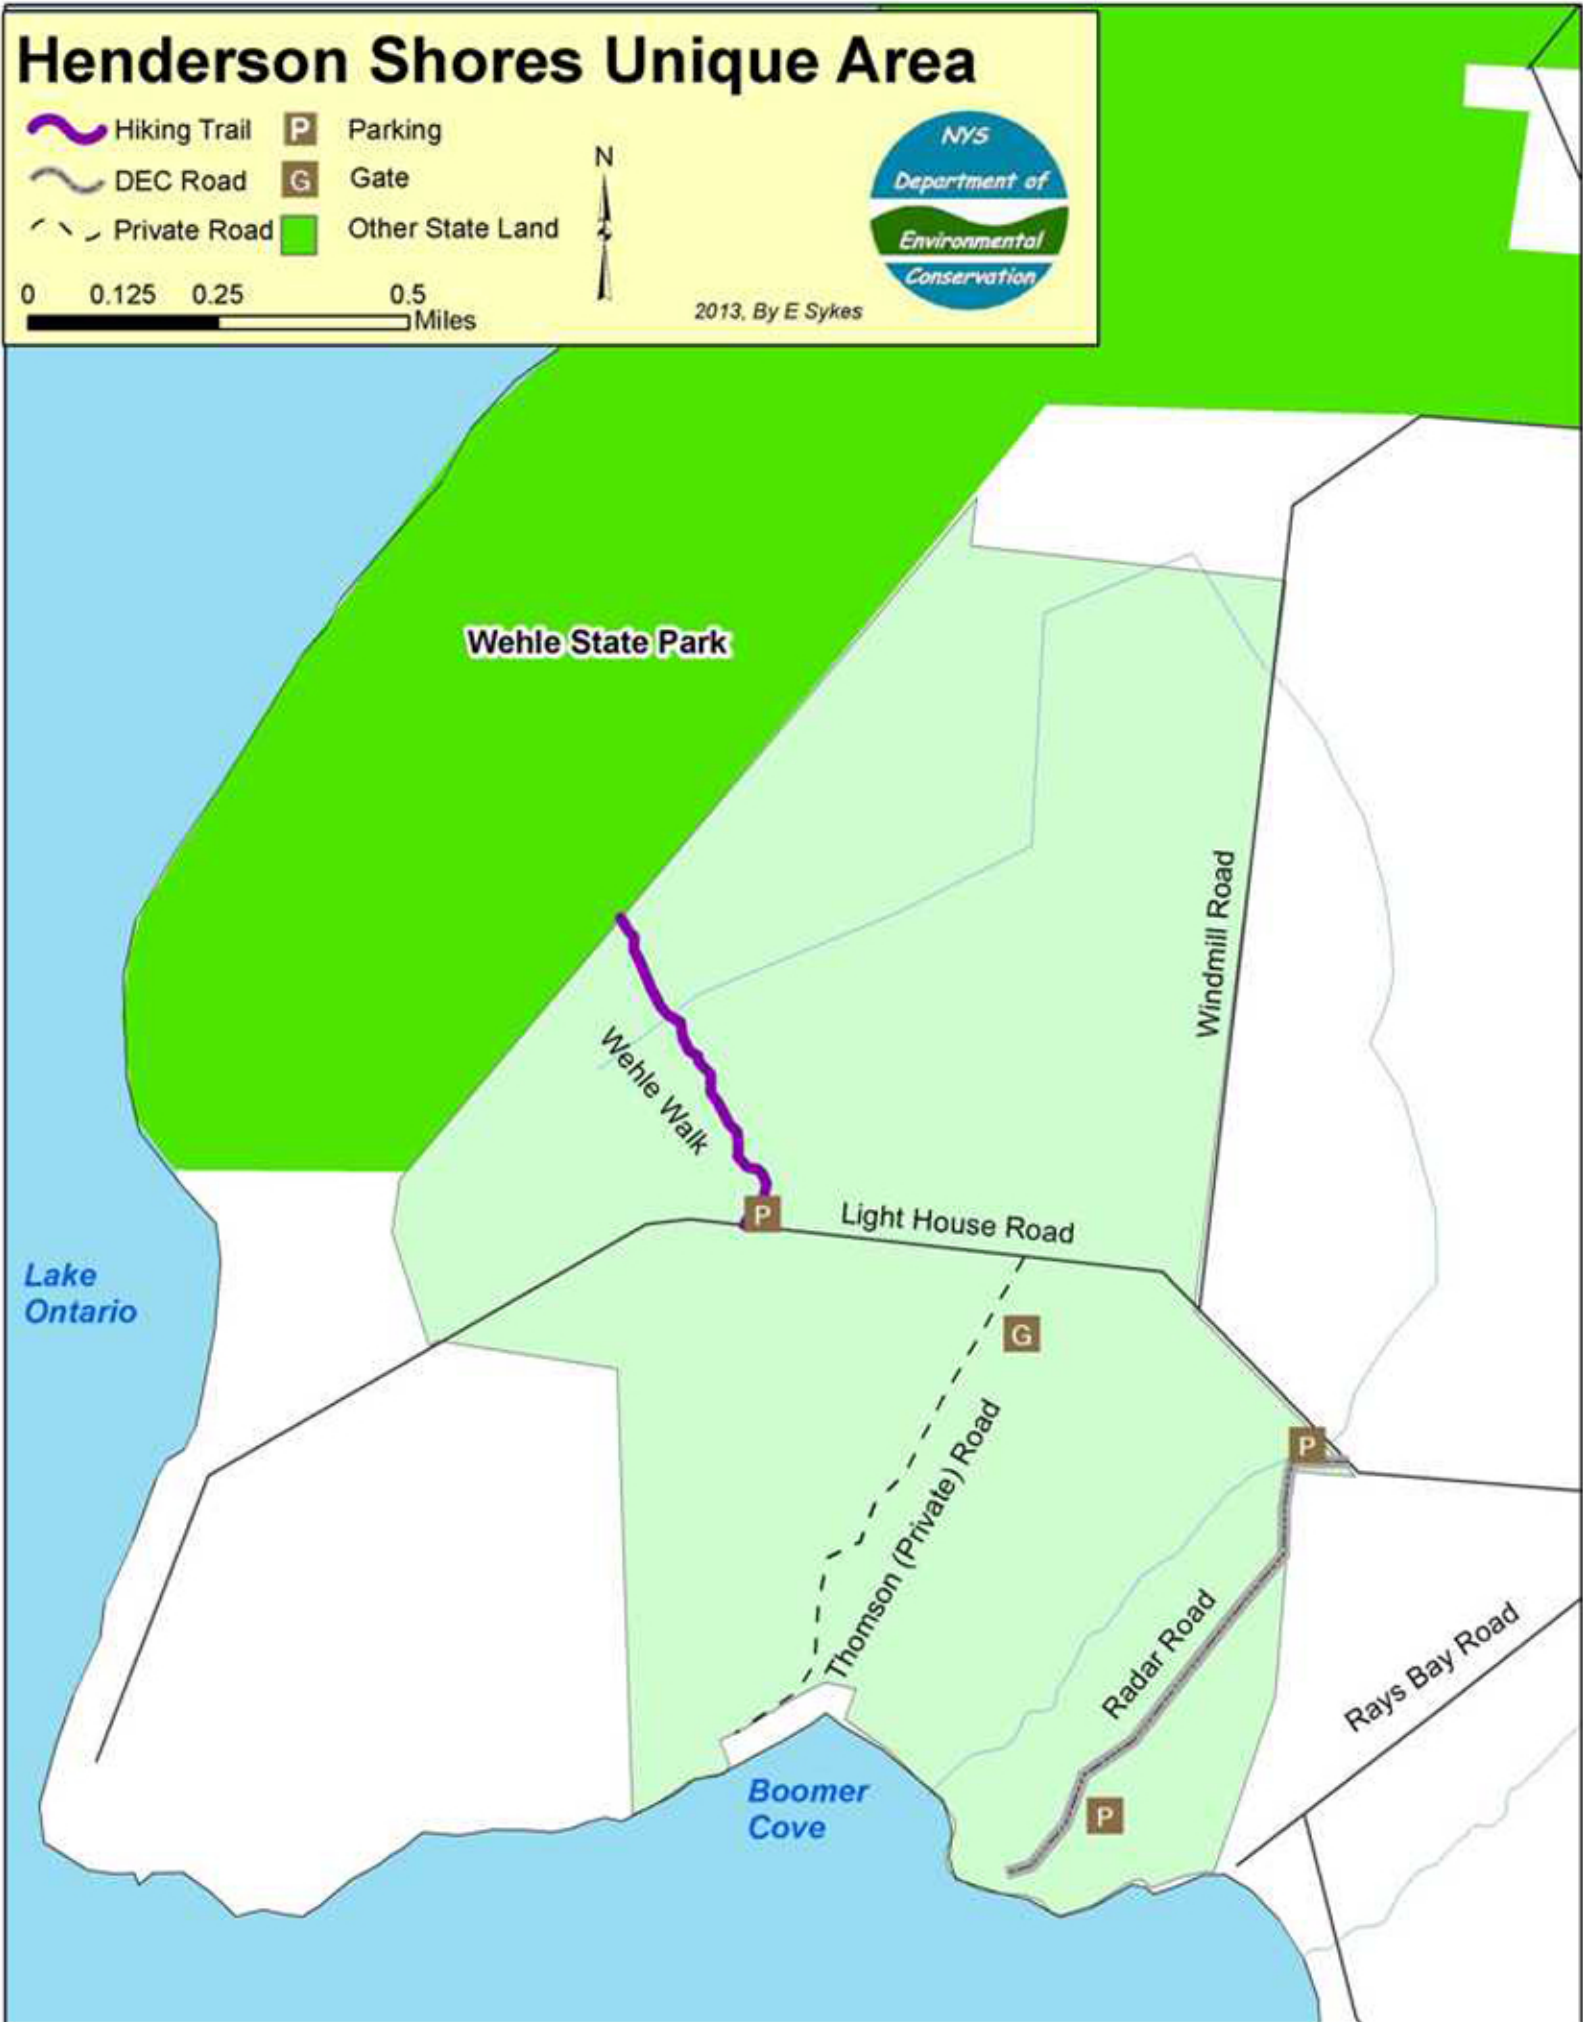 Henderson Shores Unique Area
Hiking Trail
P
Parking
DEC Road
G
Gate
Private Road
Other State Land
N
0 0.125 0.25 0.5
Miles
2013, By E Sykes
NYS
Department of
Environmental
Conservation
Wehle State Park
Windmill Road
Wehle Walk
P
Light House Road
Lake
Ontario
G
Thomson (Private) Road
P
Radar Road
Rays Bay Road
Boomer
Cove
P